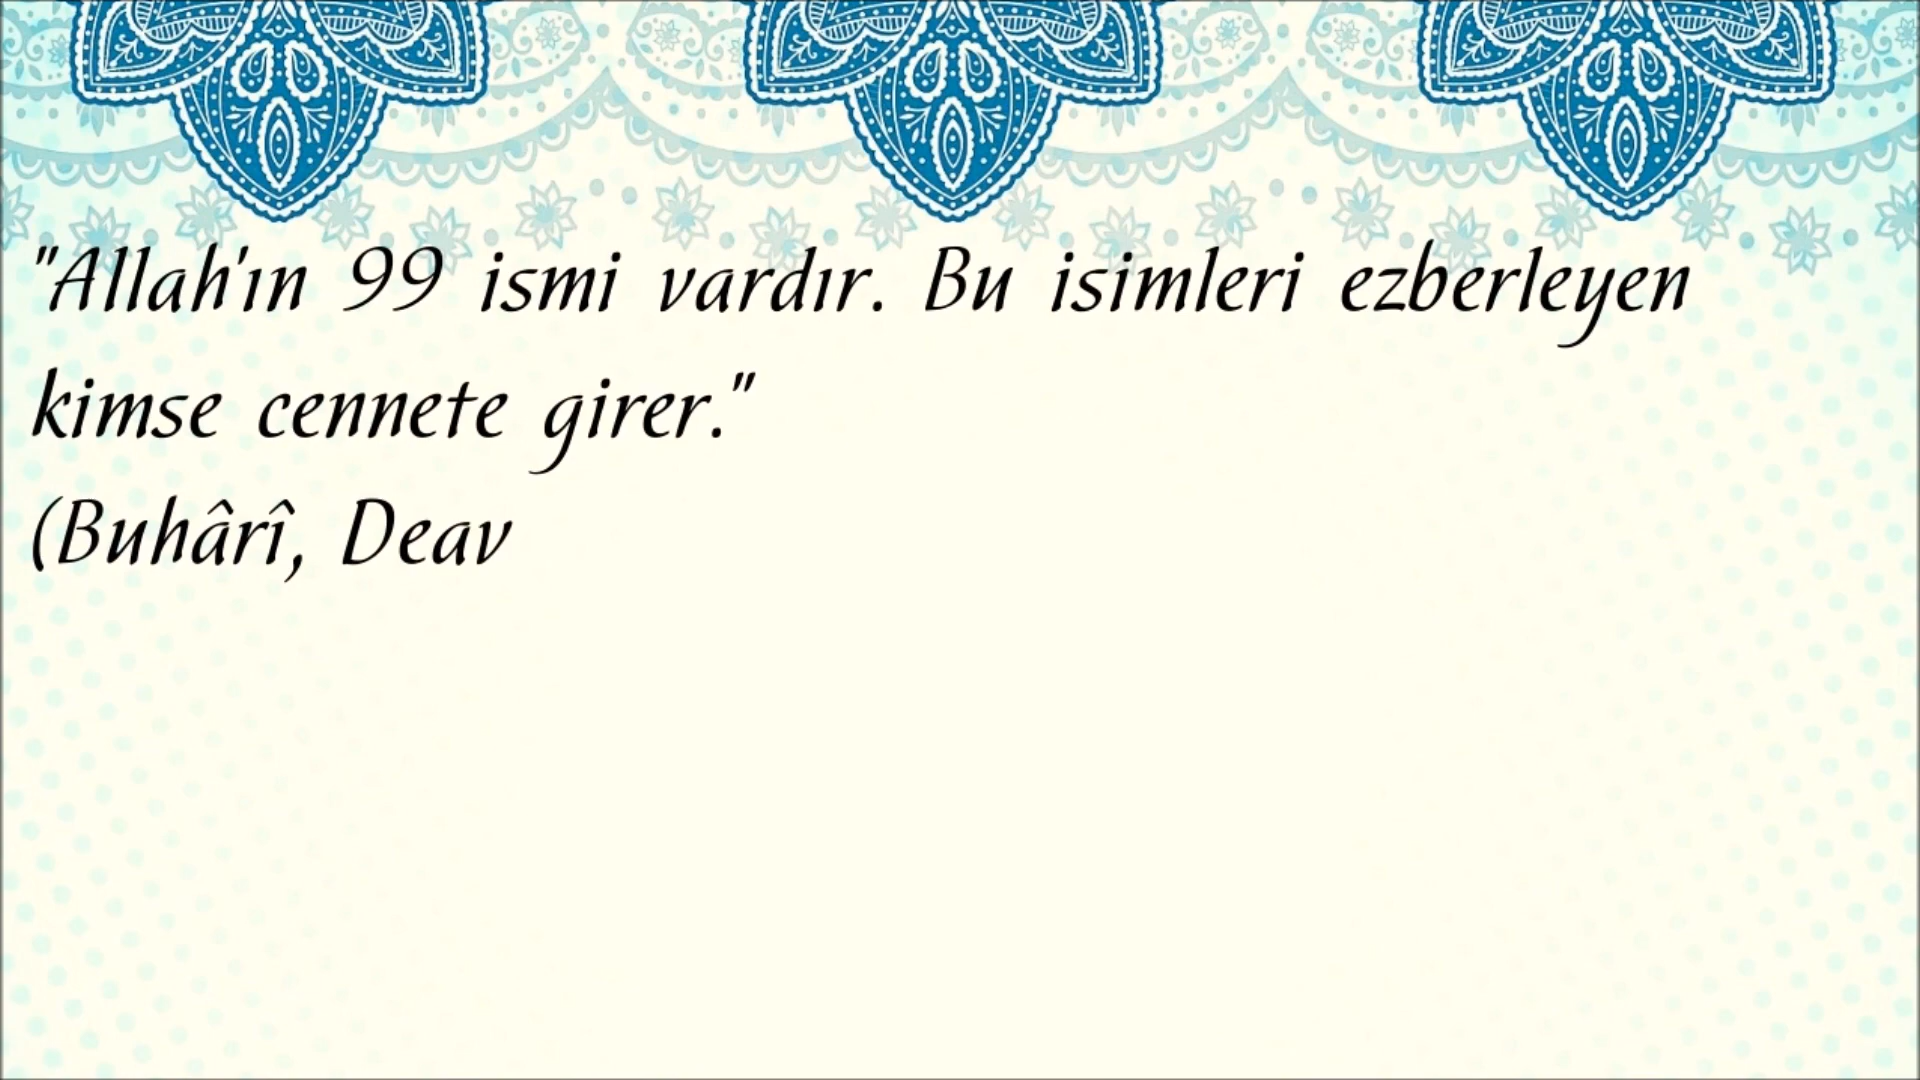 "Allah'ın 99 ismi vardır. Bu isimleri ezberleyen
kimse cennete girer."
(Buhârî, Deav